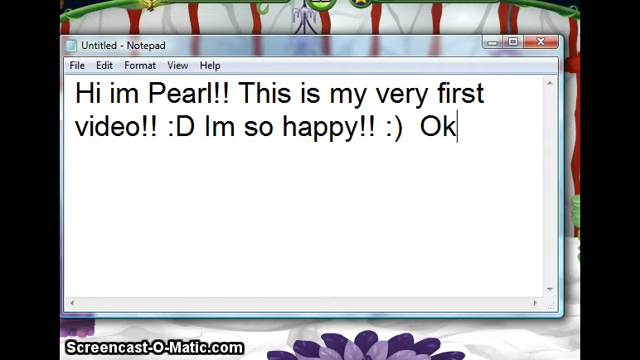 Untitled - Notepad
File Edit Format View Help
Hi im Pearl!! This is my very first
video!! :D Im so happy!! :)  Ok
Screencast-O-Matic.com